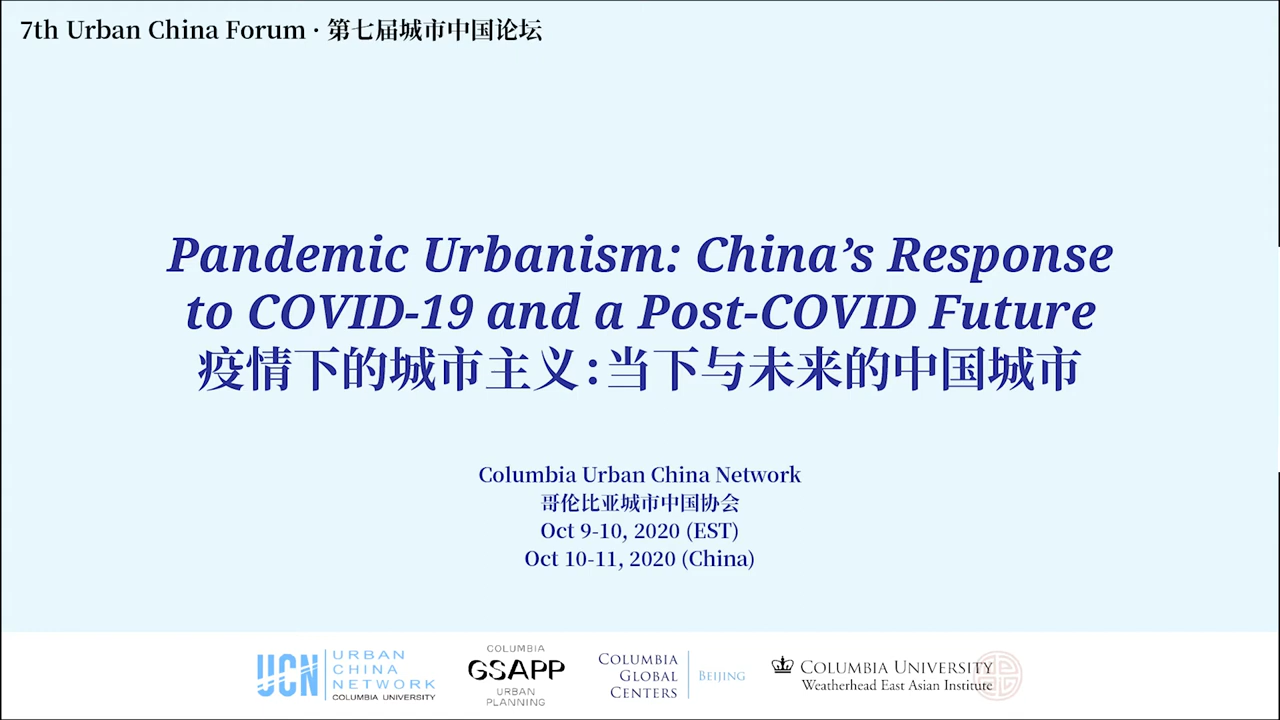 7th Urban China Forum · 第七届城市中国论坛
Pandemic Urbanism: China’s Response
to COVID-19 and a Post-COVID Future
疫情下的城市主义：当下与未来的中国城市
Columbia Urban China Network
哥伦比亚城市中国协会
Oct 9-10, 2020 (EST)
Oct 10-11, 2020 (China)
UCN
URBAN
CHINA
NETWORK
COLUMBIA UNIVERSITY
COLUMBIA
GSAPP
URBAN
PLANNING
COLUMBIA
GLOBAL
CENTERS
BEIJING
COLUMBIA UNIVERSITY
Weatherhead East Asian Institute